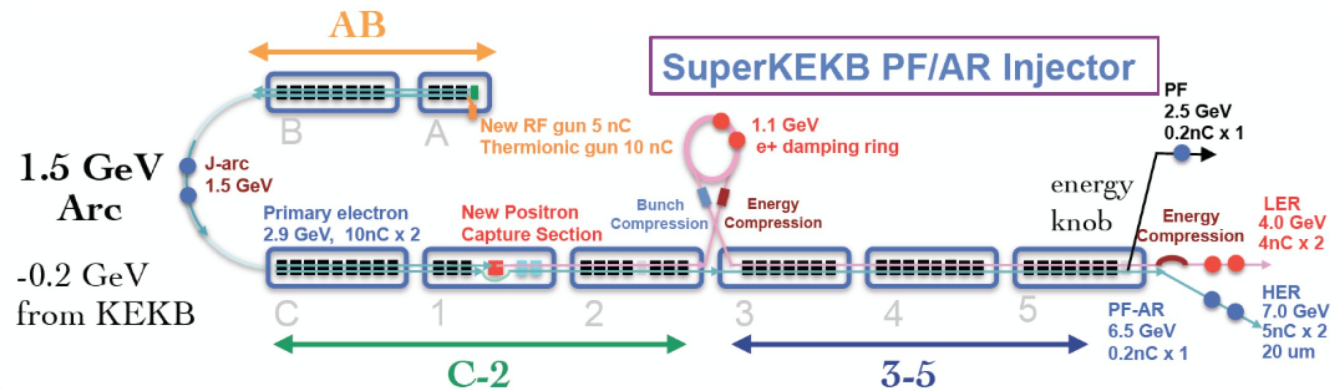 AB
SuperKEKB PF/AR Injector
PF
2.5 GeV
0.2nC x 1
B
A
New RF gun 5 nC
Thermionic gun 10 nC
1.1 GeV
e+ damping ring
1.5 GeV
Arc
J-arc
1.5 GeV
energy
knob
Primary electron
2.9 GeV, 10nC x 2
New Positron
Capture Section
Bunch
Compression
Energy
Compression
Energy
Compression
LER
4.0 GeV
4nC x 2
-0.2 GeV
from KEKB
C
1
2
3
4
5
PF-AR
6.5 GeV
0.2nC x 1
HER
7.0 GeV
5nC x 2
20 um
C-2
3-5